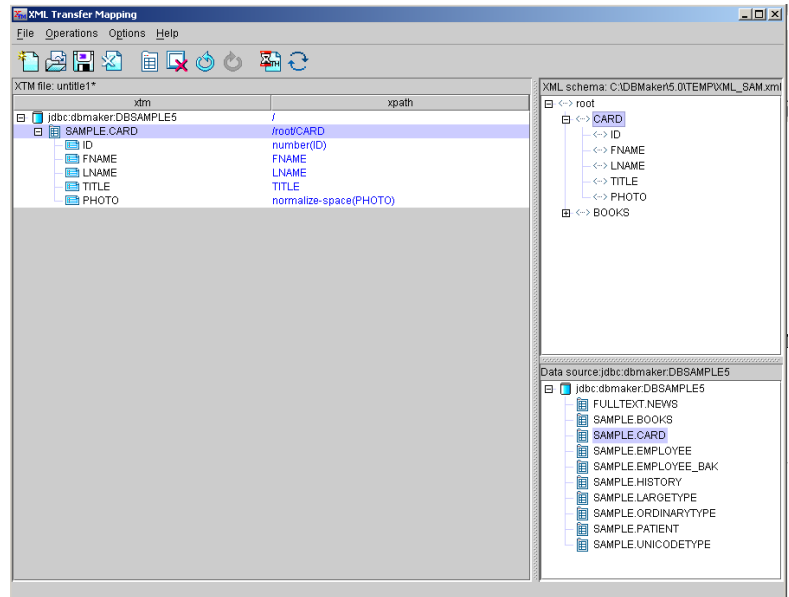 XML Transfer Mapping
File Operations Options Help
XTM file: untitle1*
xtm xpath
jdbc:dbmaker:DBSAMPLE5 /
SAMPLE.CARD /root/CARD
ID number(ID)
FNAME FNAME
LNAME LNAME
TITLE TITLE
PHOTO normalize-space(PHOTO)
XML schema: C:\DBMaker\5.0\TEMP\XML_SAM.xml
root
CARD
ID
FNAME
LNAME
TITLE
PHOTO
BOOKS
Data source:jdbc:dbmaker:DBSAMPLE5
jdbc:dbmaker:DBSAMPLE5
FULLTEXT.NEWS
SAMPLE.BOOKS
SAMPLE.CARD
SAMPLE.EMPLOYEE
SAMPLE.EMPLOYEE_BAK
SAMPLE.HISTORY
SAMPLE.LARGETYPE
SAMPLE.ORDINARYTYPE
SAMPLE.PATIENT
SAMPLE.UNICODETYPE